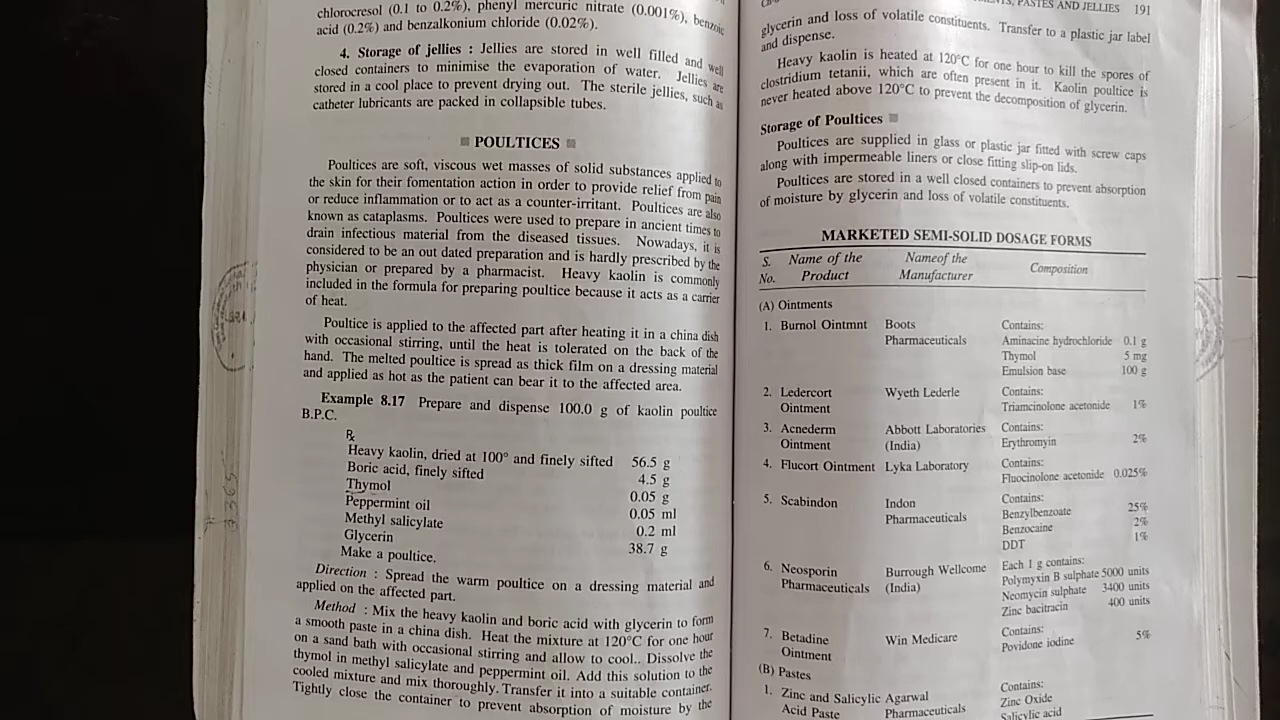 chlorocresol (0.1 to 0.2%), phenyl mercuric nitrate (0.001%), benzoic
acid (0.2%) and benzalkonium chloride (0.02%).
4. Storage of jellies : Jellies are stored in well filled and well
closed containers to minimise the evaporation of water. Jellies are
stored in a cool place to prevent drying out. The sterile jellies, such as
catheter lubricants are packed in collapsible tubes.
POULTICES
Poultices are soft, viscous wet masses of solid substances applied to
the skin for their fomentation action in order to provide relief from pain
or reduce inflammation or to act as a counter-irritant. Poultices are also
known as cataplasms. Poultices were used to prepare in ancient times to
drain infectious material from the diseased tissues. Nowadays, it is
considered to be an out dated preparation and is hardly prescribed by the
physician or prepared by a pharmacist. Heavy kaolin is commonly
included in the formula for preparing poultice because it acts as a carrier
of heat.
Poultice is applied to the affected part after heating it in a china dish
with occasional stirring, until the heat is tolerated on the back of the
hand. The melted poultice is spread as thick film on a dressing material
and applied as hot as the patient can bear it to the affected area.
Example 8.17 Prepare and dispense 100.0 g of kaolin poultice
B.P.C.
℞
Heavy kaolin, dried at 100° and finely sifted 56.5 g
Boric acid, finely sifted 4.5 g
Thymol 0.05 g
Peppermint oil 0.05 ml
Methyl salicylate 0.2 ml
Glycerin 38.7 g
Make a poultice.
Direction : Spread the warm poultice on a dressing material and
applied on the affected part.
Method : Mix the heavy kaolin and boric acid with glycerin to form
a smooth paste in a china dish. Heat the mixture at 120°C for one hour
on a sand bath with occasional stirring and allow to cool.. Dissolve the
thymol in methyl salicylate and peppermint oil. Add this solution to the
cooled mixture and mix thoroughly. Transfer it into a suitable container.
Tightly close the container to prevent absorption of moisture by the
PASTES AND JELLIES 191
glycerin and loss of volatile constituents. Transfer to a plastic jar label
and dispense.
Heavy kaolin is heated at 120°C for one hour to kill the spores of
clostridium tetanii, which are often present in it. Kaolin poultice is
never heated above 120°C to prevent the decomposition of glycerin.
Storage of Poultices
Poultices are supplied in glass or plastic jar fitted with screw caps
along with impermeable liners or close fitting slip-on lids.
Poultices are stored in a well closed containers to prevent absorption
of moisture by glycerin and loss of volatile constituents.
MARKETED SEMI-SOLID DOSAGE FORMS
S. Name of the Nameof the Composition
No. Product Manufacturer
(A) Ointments
1. Burnol Ointmnt Boots Contains:
Pharmaceuticals Aminacine hydrochloride 0.1 g
Thymol 5 mg
Emulsion base 100 g
2. Ledercort Wyeth Lederle Contains:
Ointment Triamcinolone acetonide 1%
3. Acnederm Abbott Laboratories Contains:
Ointment (India) Erythromyin 2%
4. Flucort Ointment Lyka Laboratory Contains:
Fluocinolone acetonide 0.025%
5. Scabindon Indon Contains:
Pharmaceuticals Benzylbenzoate 25%
Benzocaine 2%
DDT 1%
6. Neosporin Burrough Wellcome Each 1 g contains:
Pharmaceuticals (India) Polymyxin B sulphate 5000 units
Neomycin sulphate 3400 units
Zinc bacitracin 400 units
7. Betadine Win Medicare Contains:
Ointment Povidone iodine 5%
(B) Pastes
1. Zinc and Salicylic Agarwal Contains:
Acid Paste Pharmaceuticals Zinc Oxide
Salicylic acid